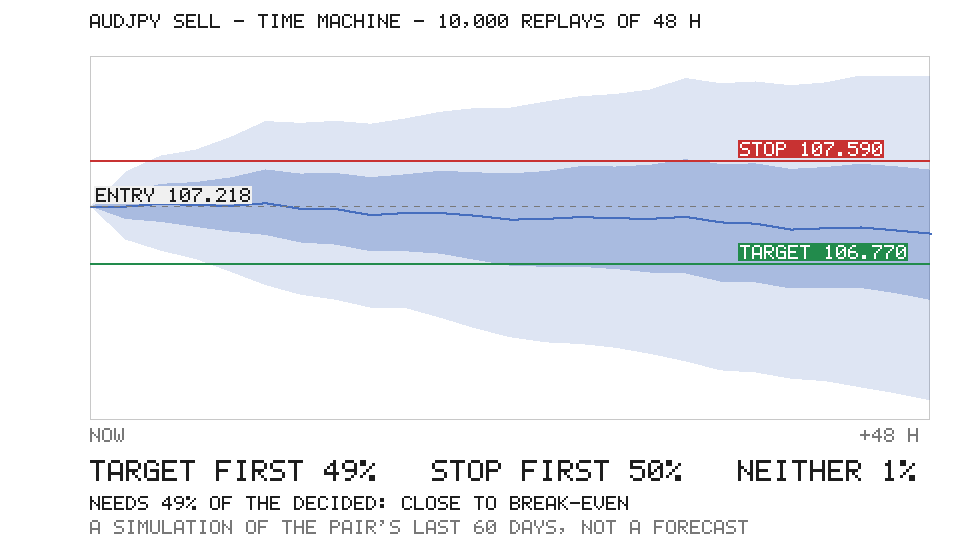 AUDJPY SELL - TIME MACHINE - 10,000 REPLAYS OF 48 H
STOP 107.590
ENTRY 107.218
TARGET 106.770
NOW +48 H
TARGET FIRST 49% STOP FIRST 50% NEITHER 1%
NEEDS 49% OF THE DECIDED: CLOSE TO BREAK-EVEN
A SIMULATION OF THE PAIR'S LAST 60 DAYS, NOT A FORECAST